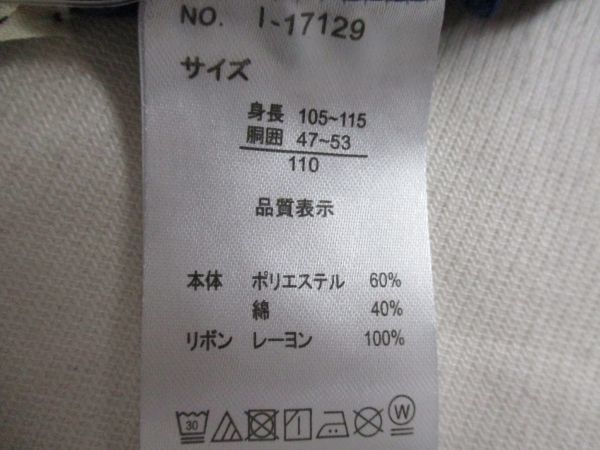 NO. I-17129
サイズ
身長 105~115
胴囲 47~53
110
品質表示
本体 ポリエステル 60%
綿 40%
リボン レーヨン 100%
30
W